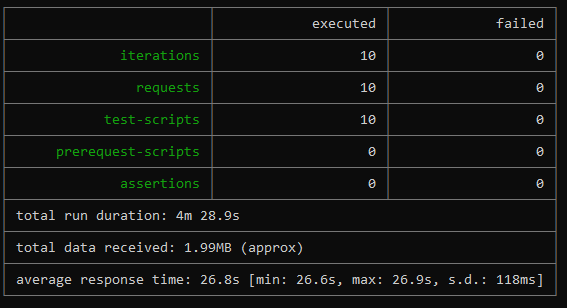 executed failed
iterations 10 0
requests 10 0
test-scripts 10 0
prerequest-scripts 0 0
assertions 0 0
total run duration: 4m 28.9s
total data received: 1.99MB (approx)
average response time: 26.8s [min: 26.6s, max: 26.9s, s.d.: 118ms]